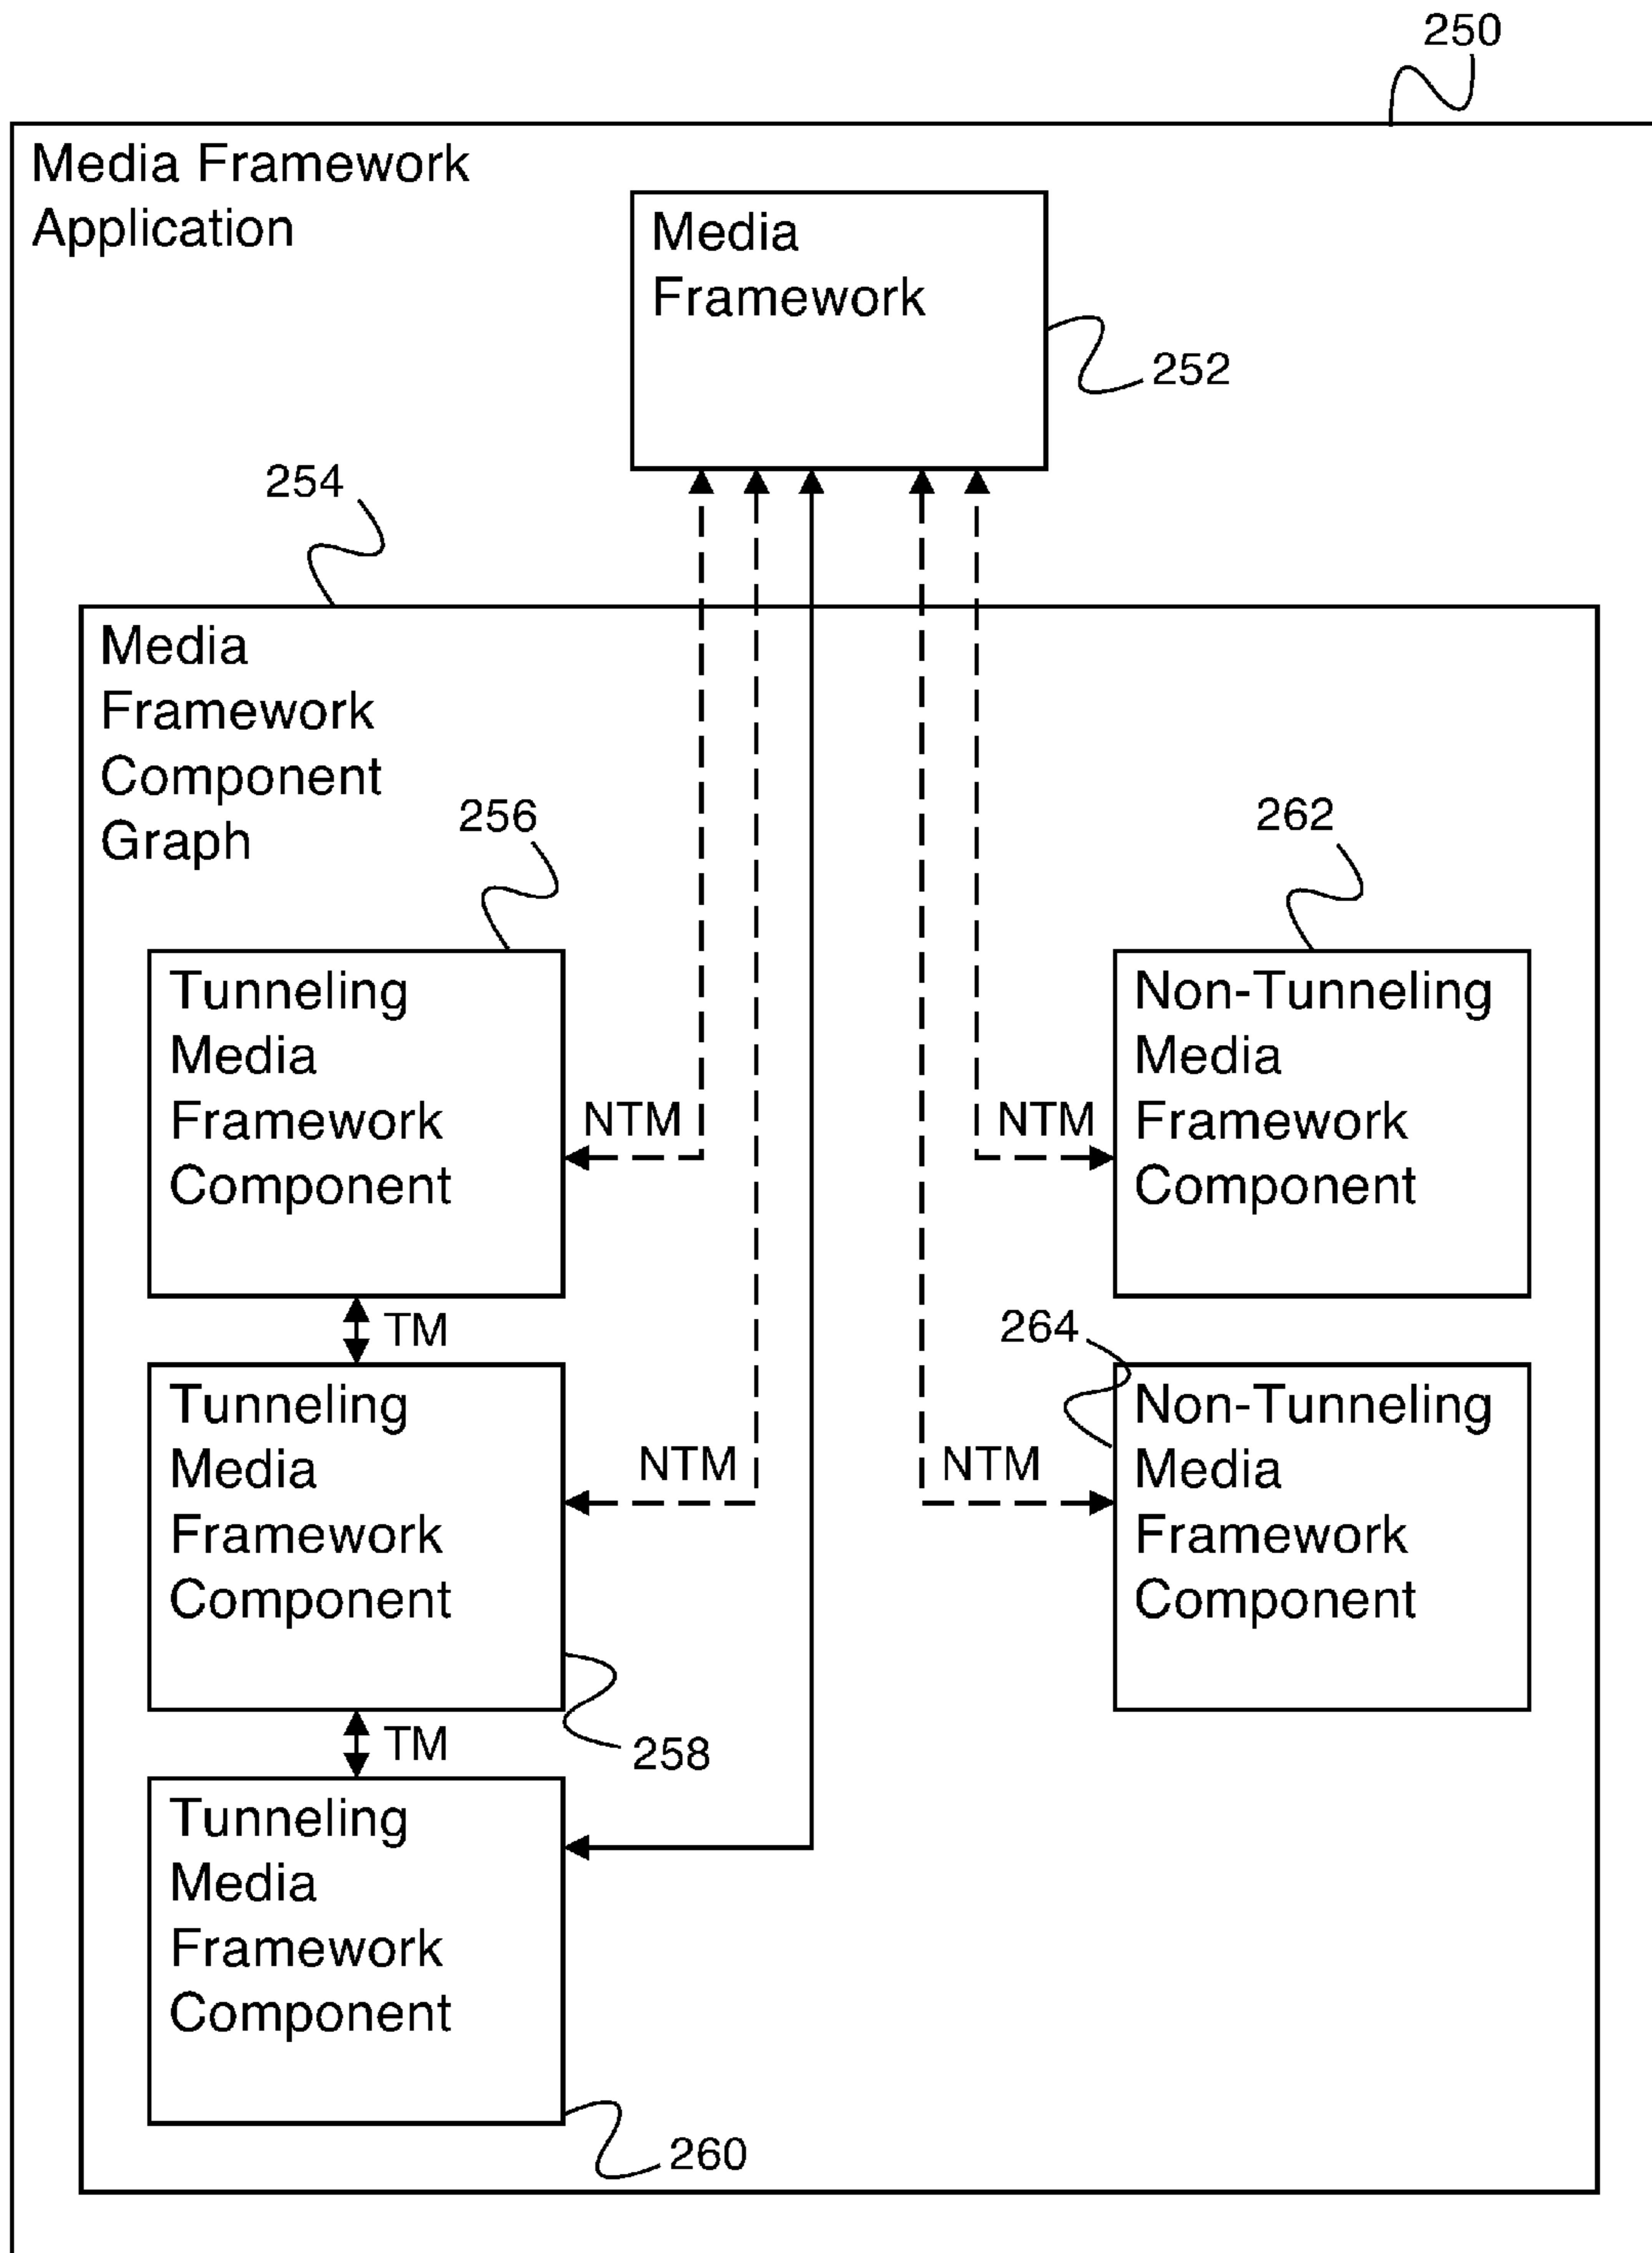 250
Media Framework
Application
Media
Framework
252
254
Media
Framework
Component
Graph
256
262
Tunneling
Media
Framework
Component
NTM
NTM
Non-Tunneling
Media
Framework
Component
TM
264
Tunneling
Media
Framework
Component
NTM
NTM
Non-Tunneling
Media
Framework
Component
TM
258
Tunneling
Media
Framework
Component
260